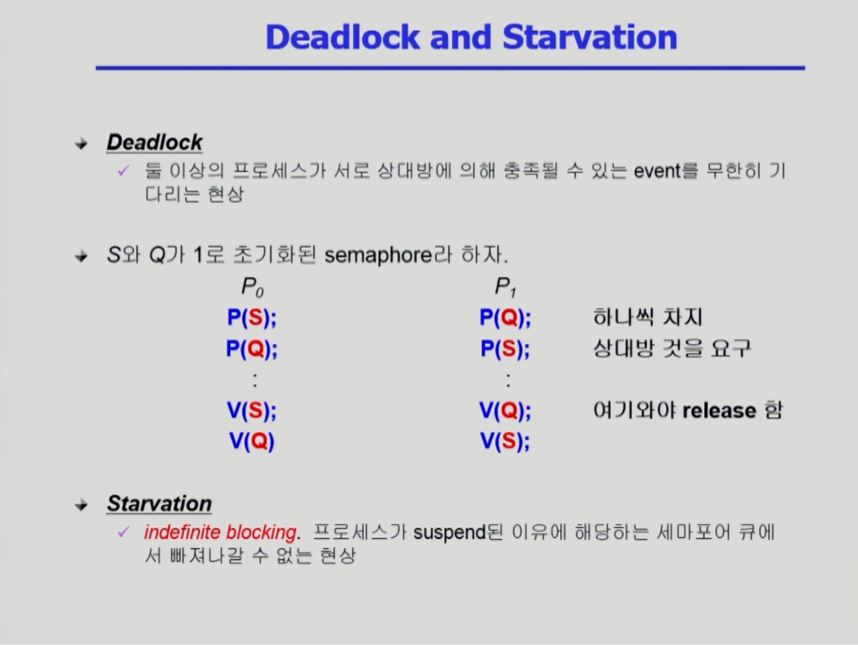 Deadlock and Starvation
Deadlock
둘 이상의 프로세스가 서로 상대방에 의해 충족될 수 있는 event를 무한히 기
다리는 현상
S와 Q가 1로 초기화된 semaphore라 하자.
P0 P1
P(S); P(Q); 하나씩 차지
P(Q); P(S); 상대방 것을 요구
: :
V(S); V(Q); 여기와야 release 함
V(Q) V(S);
Starvation
indefinite blocking. 프로세스가 suspend된 이유에 해당하는 세마포어 큐에
서 빠져나갈 수 없는 현상